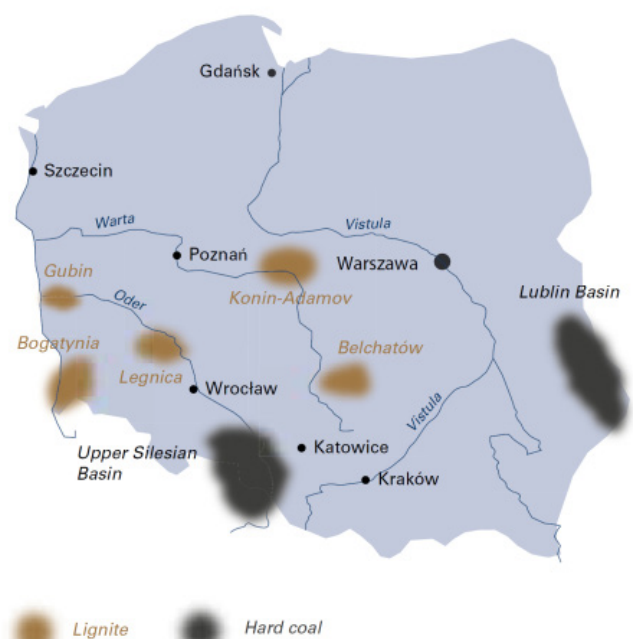 Gdańsk
Szczecin
Warta
Vistula
Poznań
Warszawa
Gubin
Konin-Adamov
Lublin Basin
Oder
Bogatynia
Belchatów
Legnica
Wrocław
Vistula
Upper Silesian
Basin
Katowice
Kraków
Lignite
Hard coal